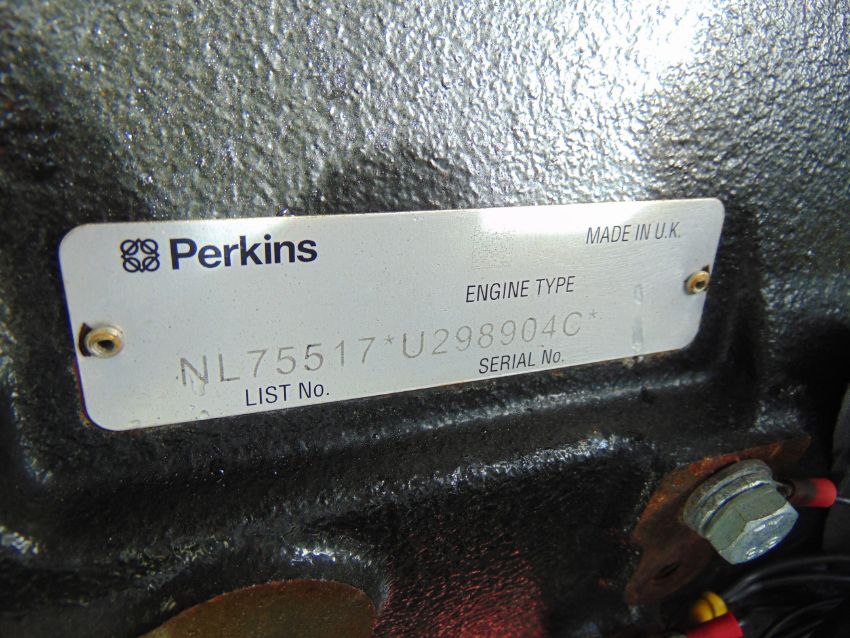 Perkins
MADE IN U.K.
ENGINE TYPE
NL75517*U298904C*
LIST No.
SERIAL No.